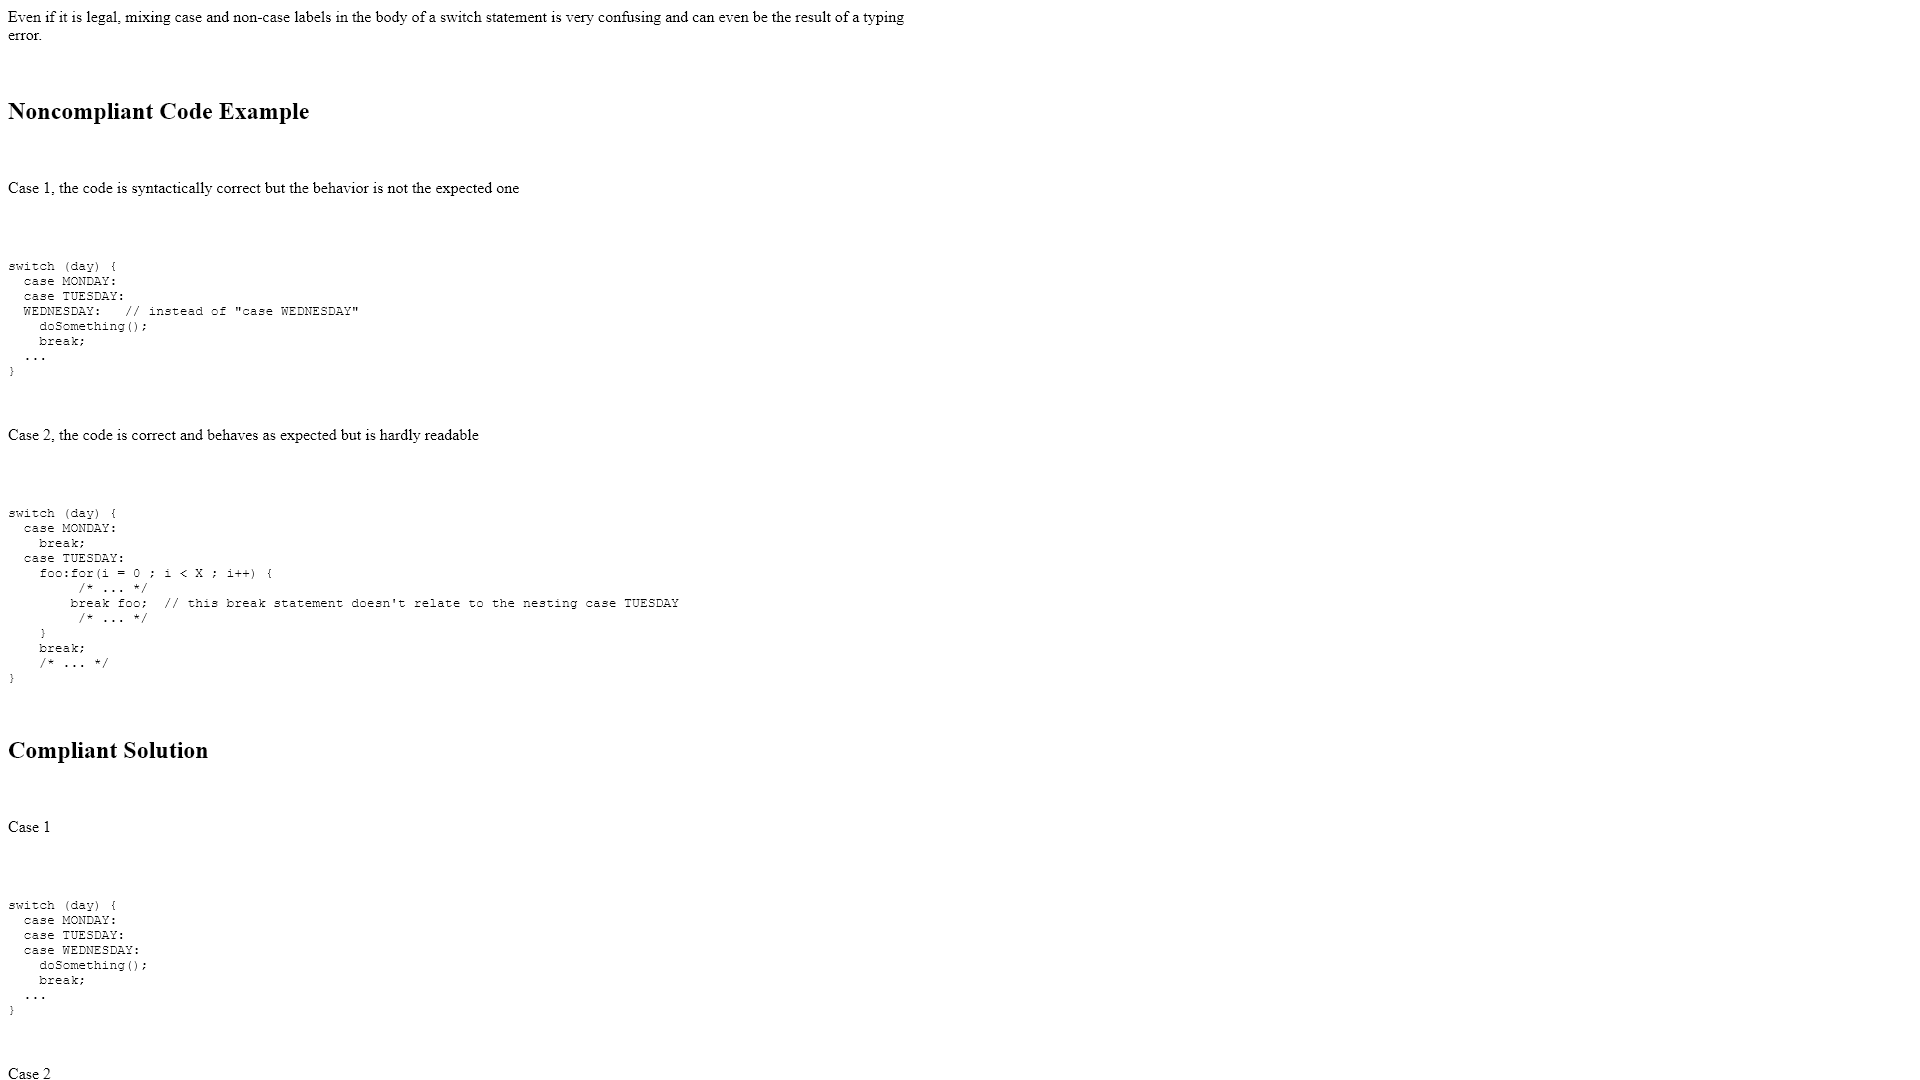 Even if it is legal, mixing case and non-case labels in the body of a switch statement is very confusing and can even be the result of a typing
error.
Noncompliant Code Example
Case 1, the code is syntactically correct but the behavior is not the expected one
switch (day) {
  case MONDAY:
  case TUESDAY:
  WEDNESDAY:   // instead of "case WEDNESDAY"
    doSomething();
    break;
  ...
}
Case 2, the code is correct and behaves as expected but is hardly readable
switch (day) {
  case MONDAY:
    break;
  case TUESDAY:
    foo:for(i = 0 ; i < X ; i++) {
         /* ... */
        break foo;  // this break statement doesn't relate to the nesting case TUESDAY
         /* ... */
    }
    break;
    /* ... */
}
Compliant Solution
Case 1
switch (day) {
  case MONDAY:
  case TUESDAY:
  case WEDNESDAY:
    doSomething();
    break;
  ...
}
Case 2